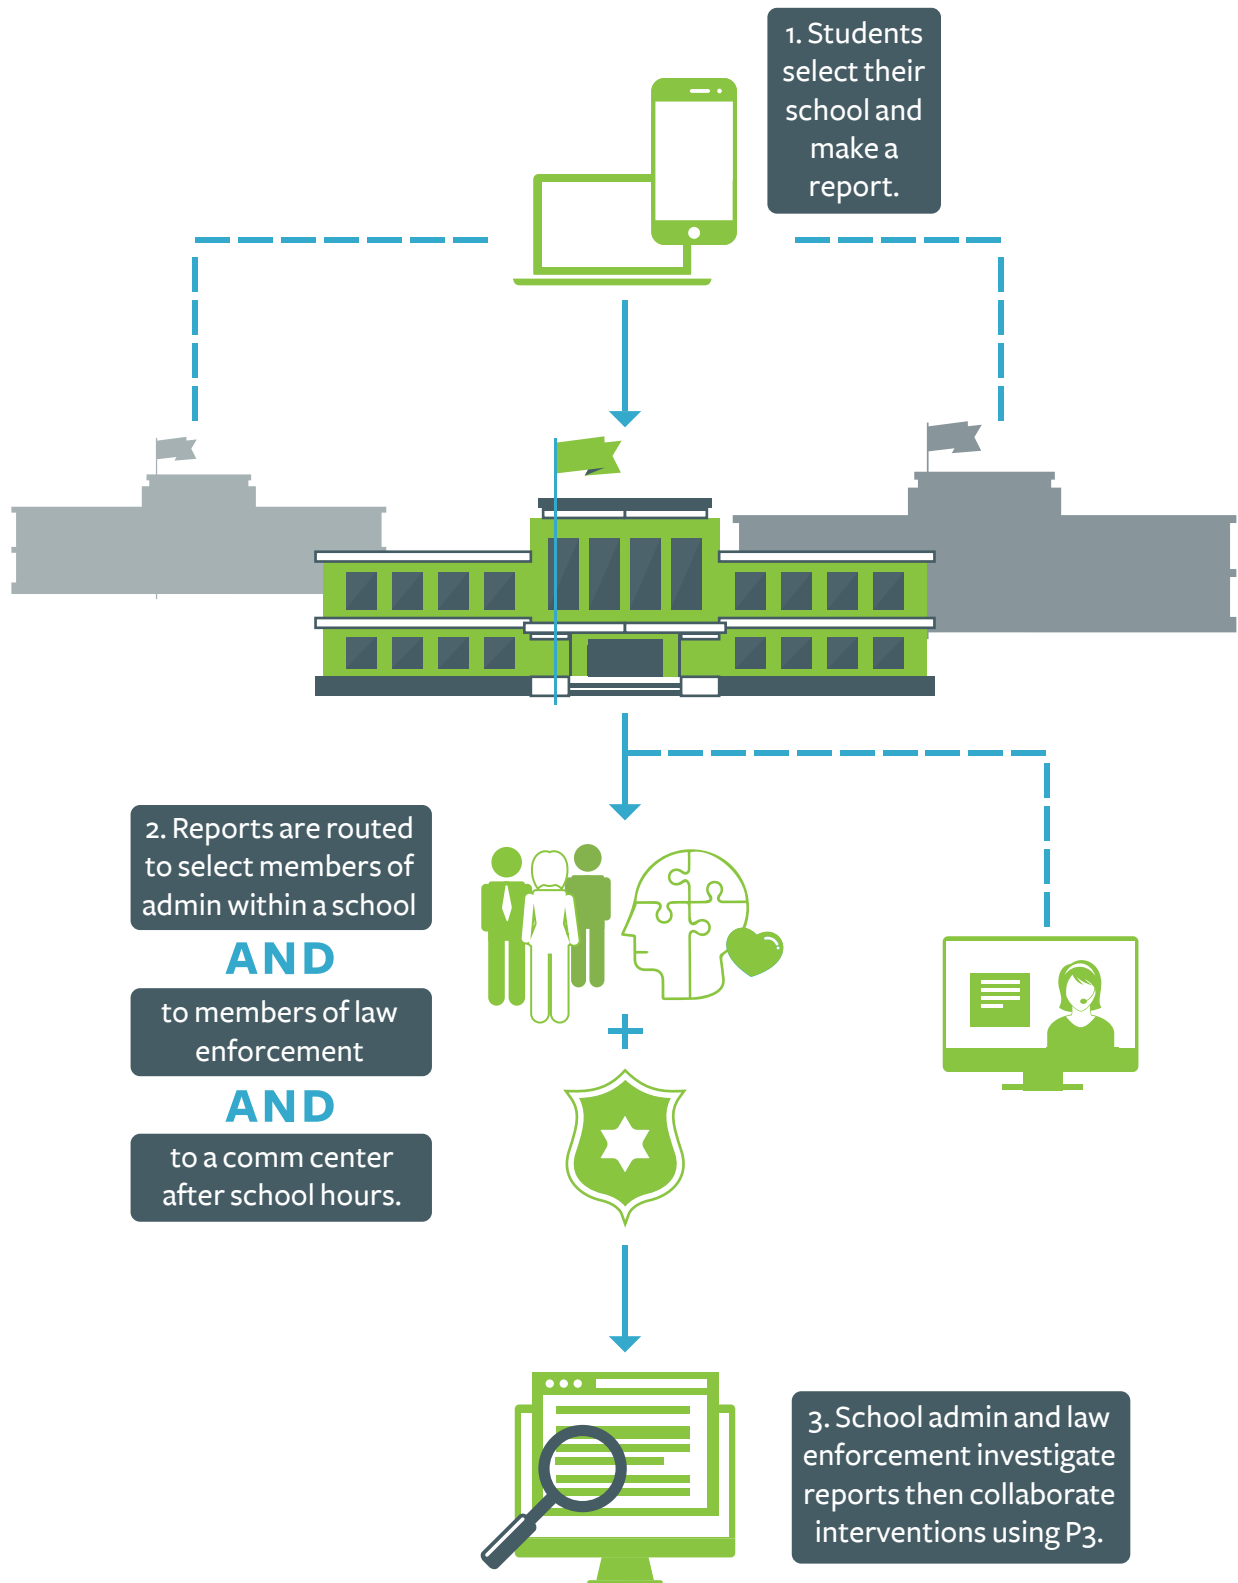 1. Students
select their
school and
make a
report.
2. Reports are routed
to select members of
admin within a school
AND
to members of law
enforcement
AND
to a comm center
after school hours.
3. School admin and law
enforcement investigate
reports then collaborate
interventions using P3.